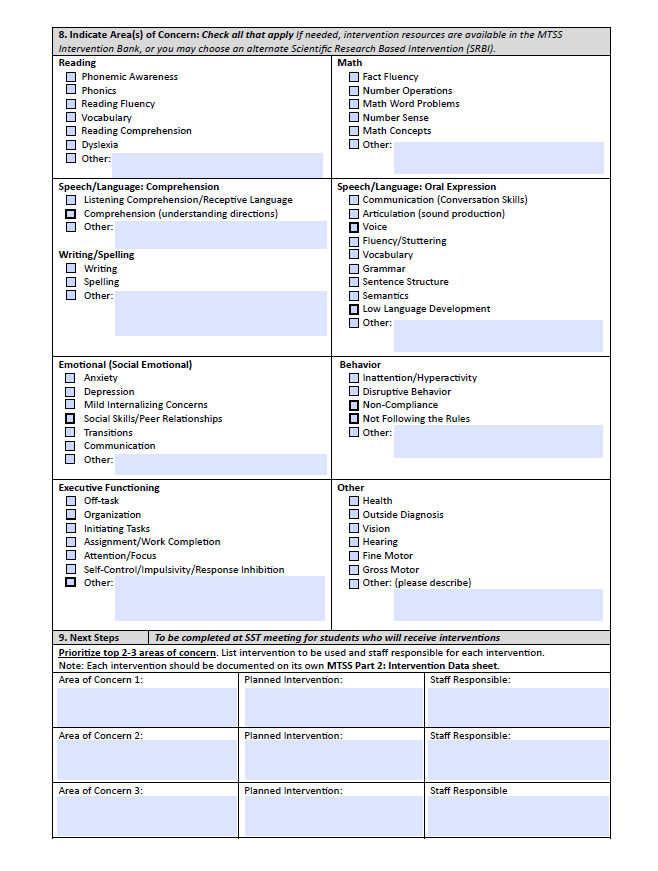 8. Indicate Area(s) of Concern: Check all that apply If needed, intervention resources are available in the MTSS
Intervention Bank, or you may choose an alternate Scientific Research Based Intervention (SRBI).
Reading
Phonemic Awareness
Phonics
Reading Fluency
Vocabulary
Reading Comprehension
Dyslexia
Other:
Math
Fact Fluency
Number Operations
Math Word Problems
Number Sense
Math Concepts
Other:
Speech/Language: Comprehension
Listening Comprehension/Receptive Language
Comprehension (understanding directions)
Other:
Writing/Spelling
Writing
Spelling
Other:
Speech/Language: Oral Expression
Communication (Conversation Skills)
Articulation (sound production)
Voice
Fluency/Stuttering
Vocabulary
Grammar
Sentence Structure
Semantics
Low Language Development
Other:
Emotional (Social Emotional)
Anxiety
Depression
Mild Internalizing Concerns
Social Skills/Peer Relationships
Transitions
Communication
Other:
Behavior
Inattention/Hyperactivity
Disruptive Behavior
Non-Compliance
Not Following the Rules
Other:
Executive Functioning
Off-task
Organization
Initiating Tasks
Assignment/Work Completion
Attention/Focus
Self-Control/Impulsivity/Response Inhibition
Other:
Other
Health
Outside Diagnosis
Vision
Hearing
Fine Motor
Gross Motor
Other: (please describe)
9. Next Steps To be completed at SST meeting for students who will receive interventions
Prioritize top 2-3 areas of concern. List intervention to be used and staff responsible for each intervention.
Note: Each intervention should be documented on its own MTSS Part 2: Intervention Data sheet.
Area of Concern 1: Planned Intervention: Staff Responsible:
Area of Concern 2: Planned Intervention: Staff Responsible:
Area of Concern 3: Planned Intervention: Staff Responsible